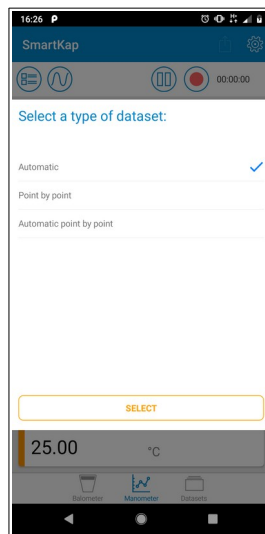 16:26
SmartKap
00:00:00
Select a type of dataset:
Automatic
Point by point
Automatic point by point
SELECT
25.00 °C
Balometer Manometer Datasets